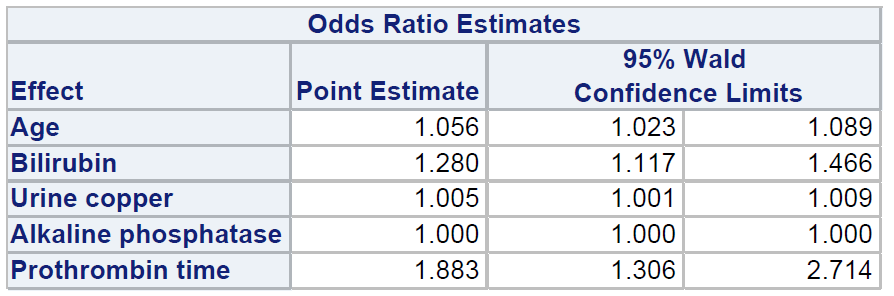 Odds Ratio Estimates
95% Wald
Effect Point Estimate Confidence Limits
Age 1.056 1.023 1.089
Bilirubin 1.280 1.117 1.466
Urine copper 1.005 1.001 1.009
Alkaline phosphatase 1.000 1.000 1.000
Prothrombin time 1.883 1.306 2.714